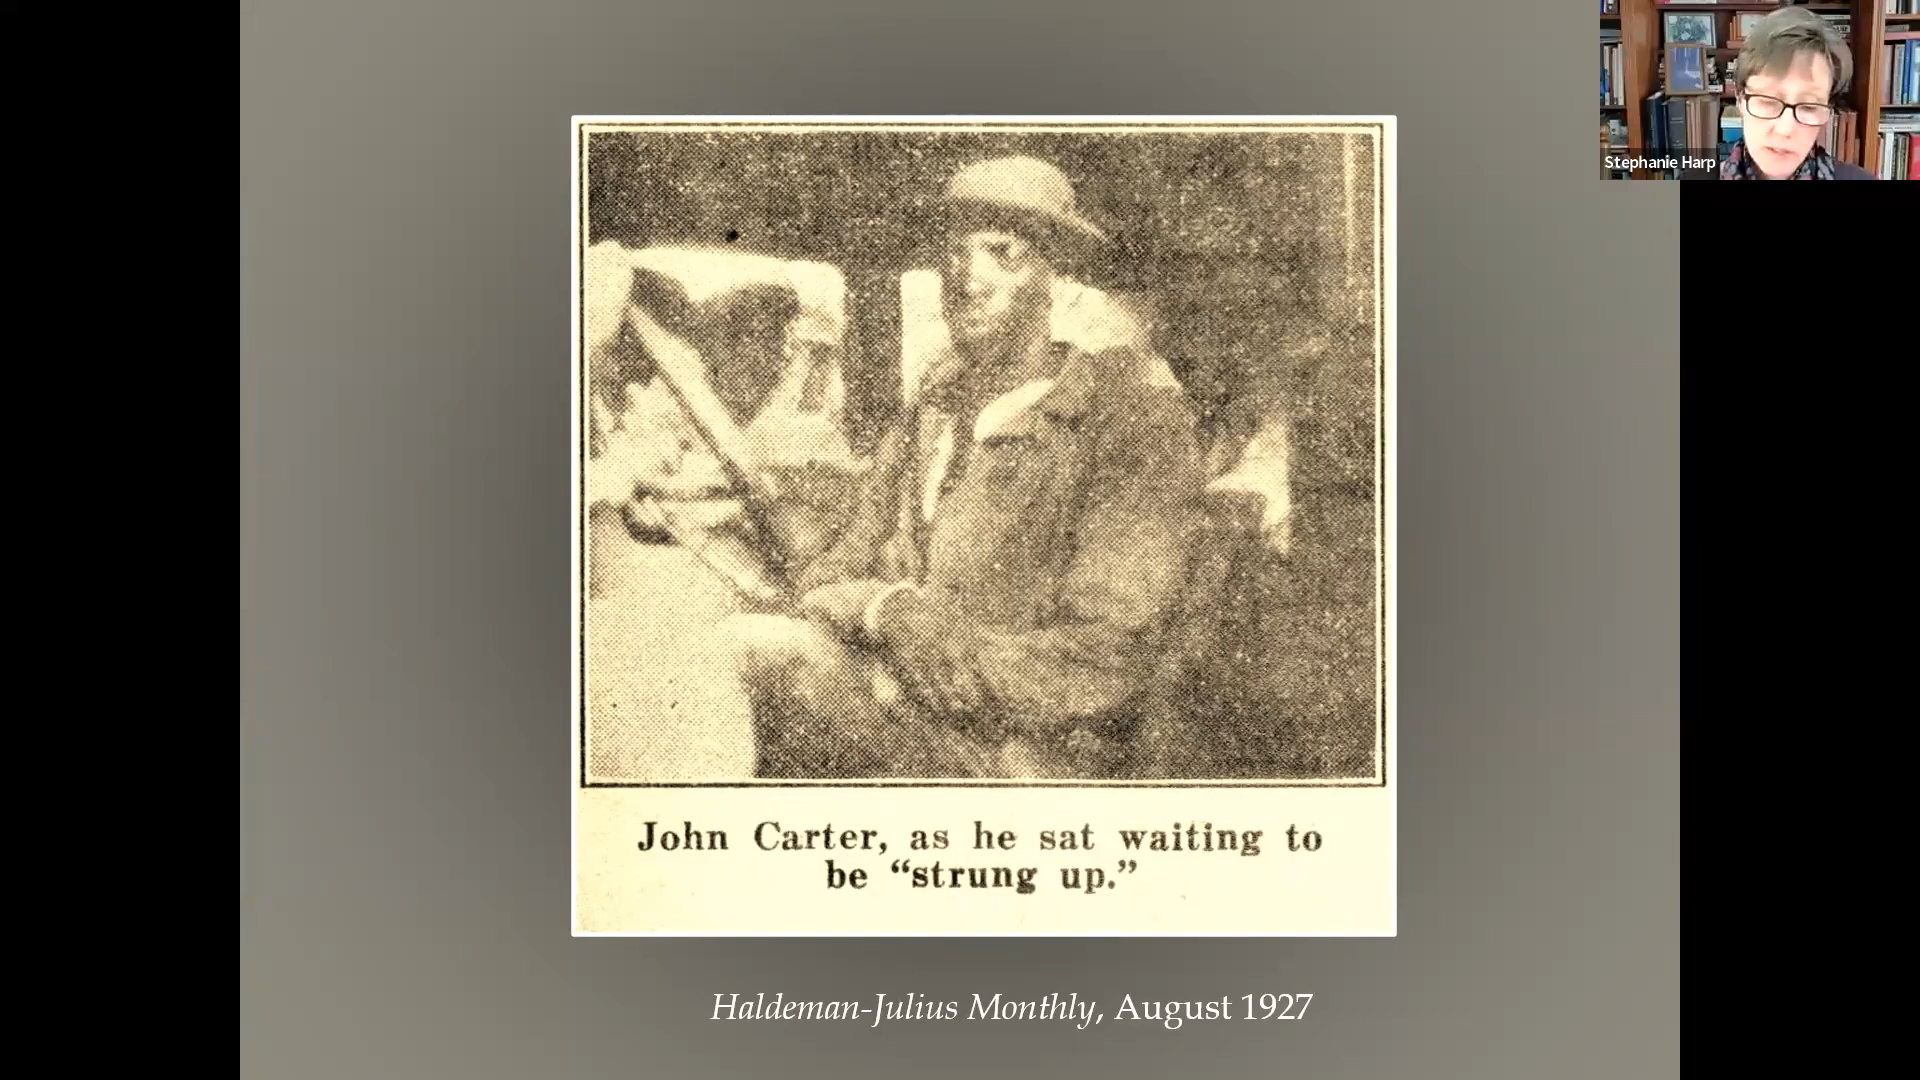 Stephanie Harp
John Carter, as he sat waiting to
be “strung up.”
Haldeman-Julius Monthly, August 1927